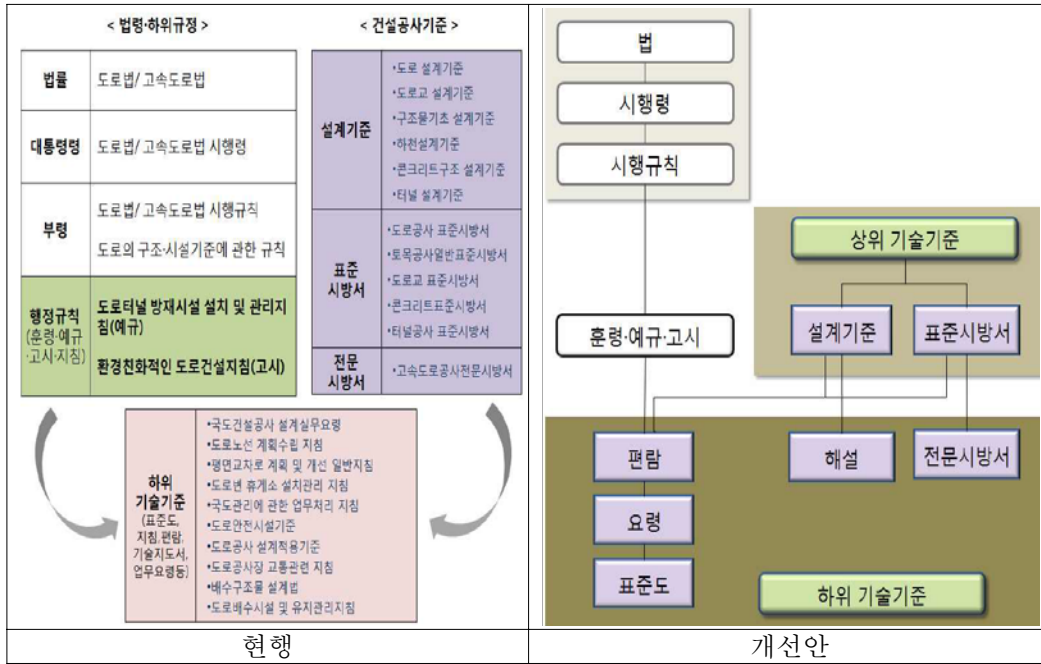 < 법령·하위규정 >
법률
도로법/ 고속도로법
대통령령
도로법/ 고속도로법 시행령
부령
도로법/ 고속도로법 시행규칙
도로의 구조·시설기준에 관한 규칙
행정규칙
(훈령·예규
·고시·지침)
도로터널 방재시설 설치 및 관리지
침(예규)
환경친화적인 도로건설지침(고시)
< 건설공사기준 >
설계기준
•도로 설계기준
•도로교 설계기준
•구조물기초 설계기준
•하천설계기준
•콘크리트구조 설계기준
•터널 설계기준
표준
시방서
•도로공사 표준시방서
•토목공사일반표준시방서
•도로교 표준시방서
•콘크리트표준시방서
•터널공사 표준시방서
전문
시방서
•고속도로공사전문시방서
하위
기술기준
(표준도,
지침,편람,
기술지도서,
업무요령등)
•국도건설공사 설계실무요령
•도로노선 계획수립 지침
•평면교차로 계획 및 개선 일반지침
•도로변 휴게소 설치관리 지침
•국도관리에 관한 업무처리 지침
•도로안전시설기준
•도로공사 설계적용기준
•도로공사장 교통관련 지침
•배수구조물 설계법
•도로배수시설 및 유지관리지침
현행
법
시행령
시행규칙
상위 기술기준
훈령·예규·고시
설계기준
표준시방서
편람
해설
전문시방서
요령
표준도
하위 기술기준
개선안